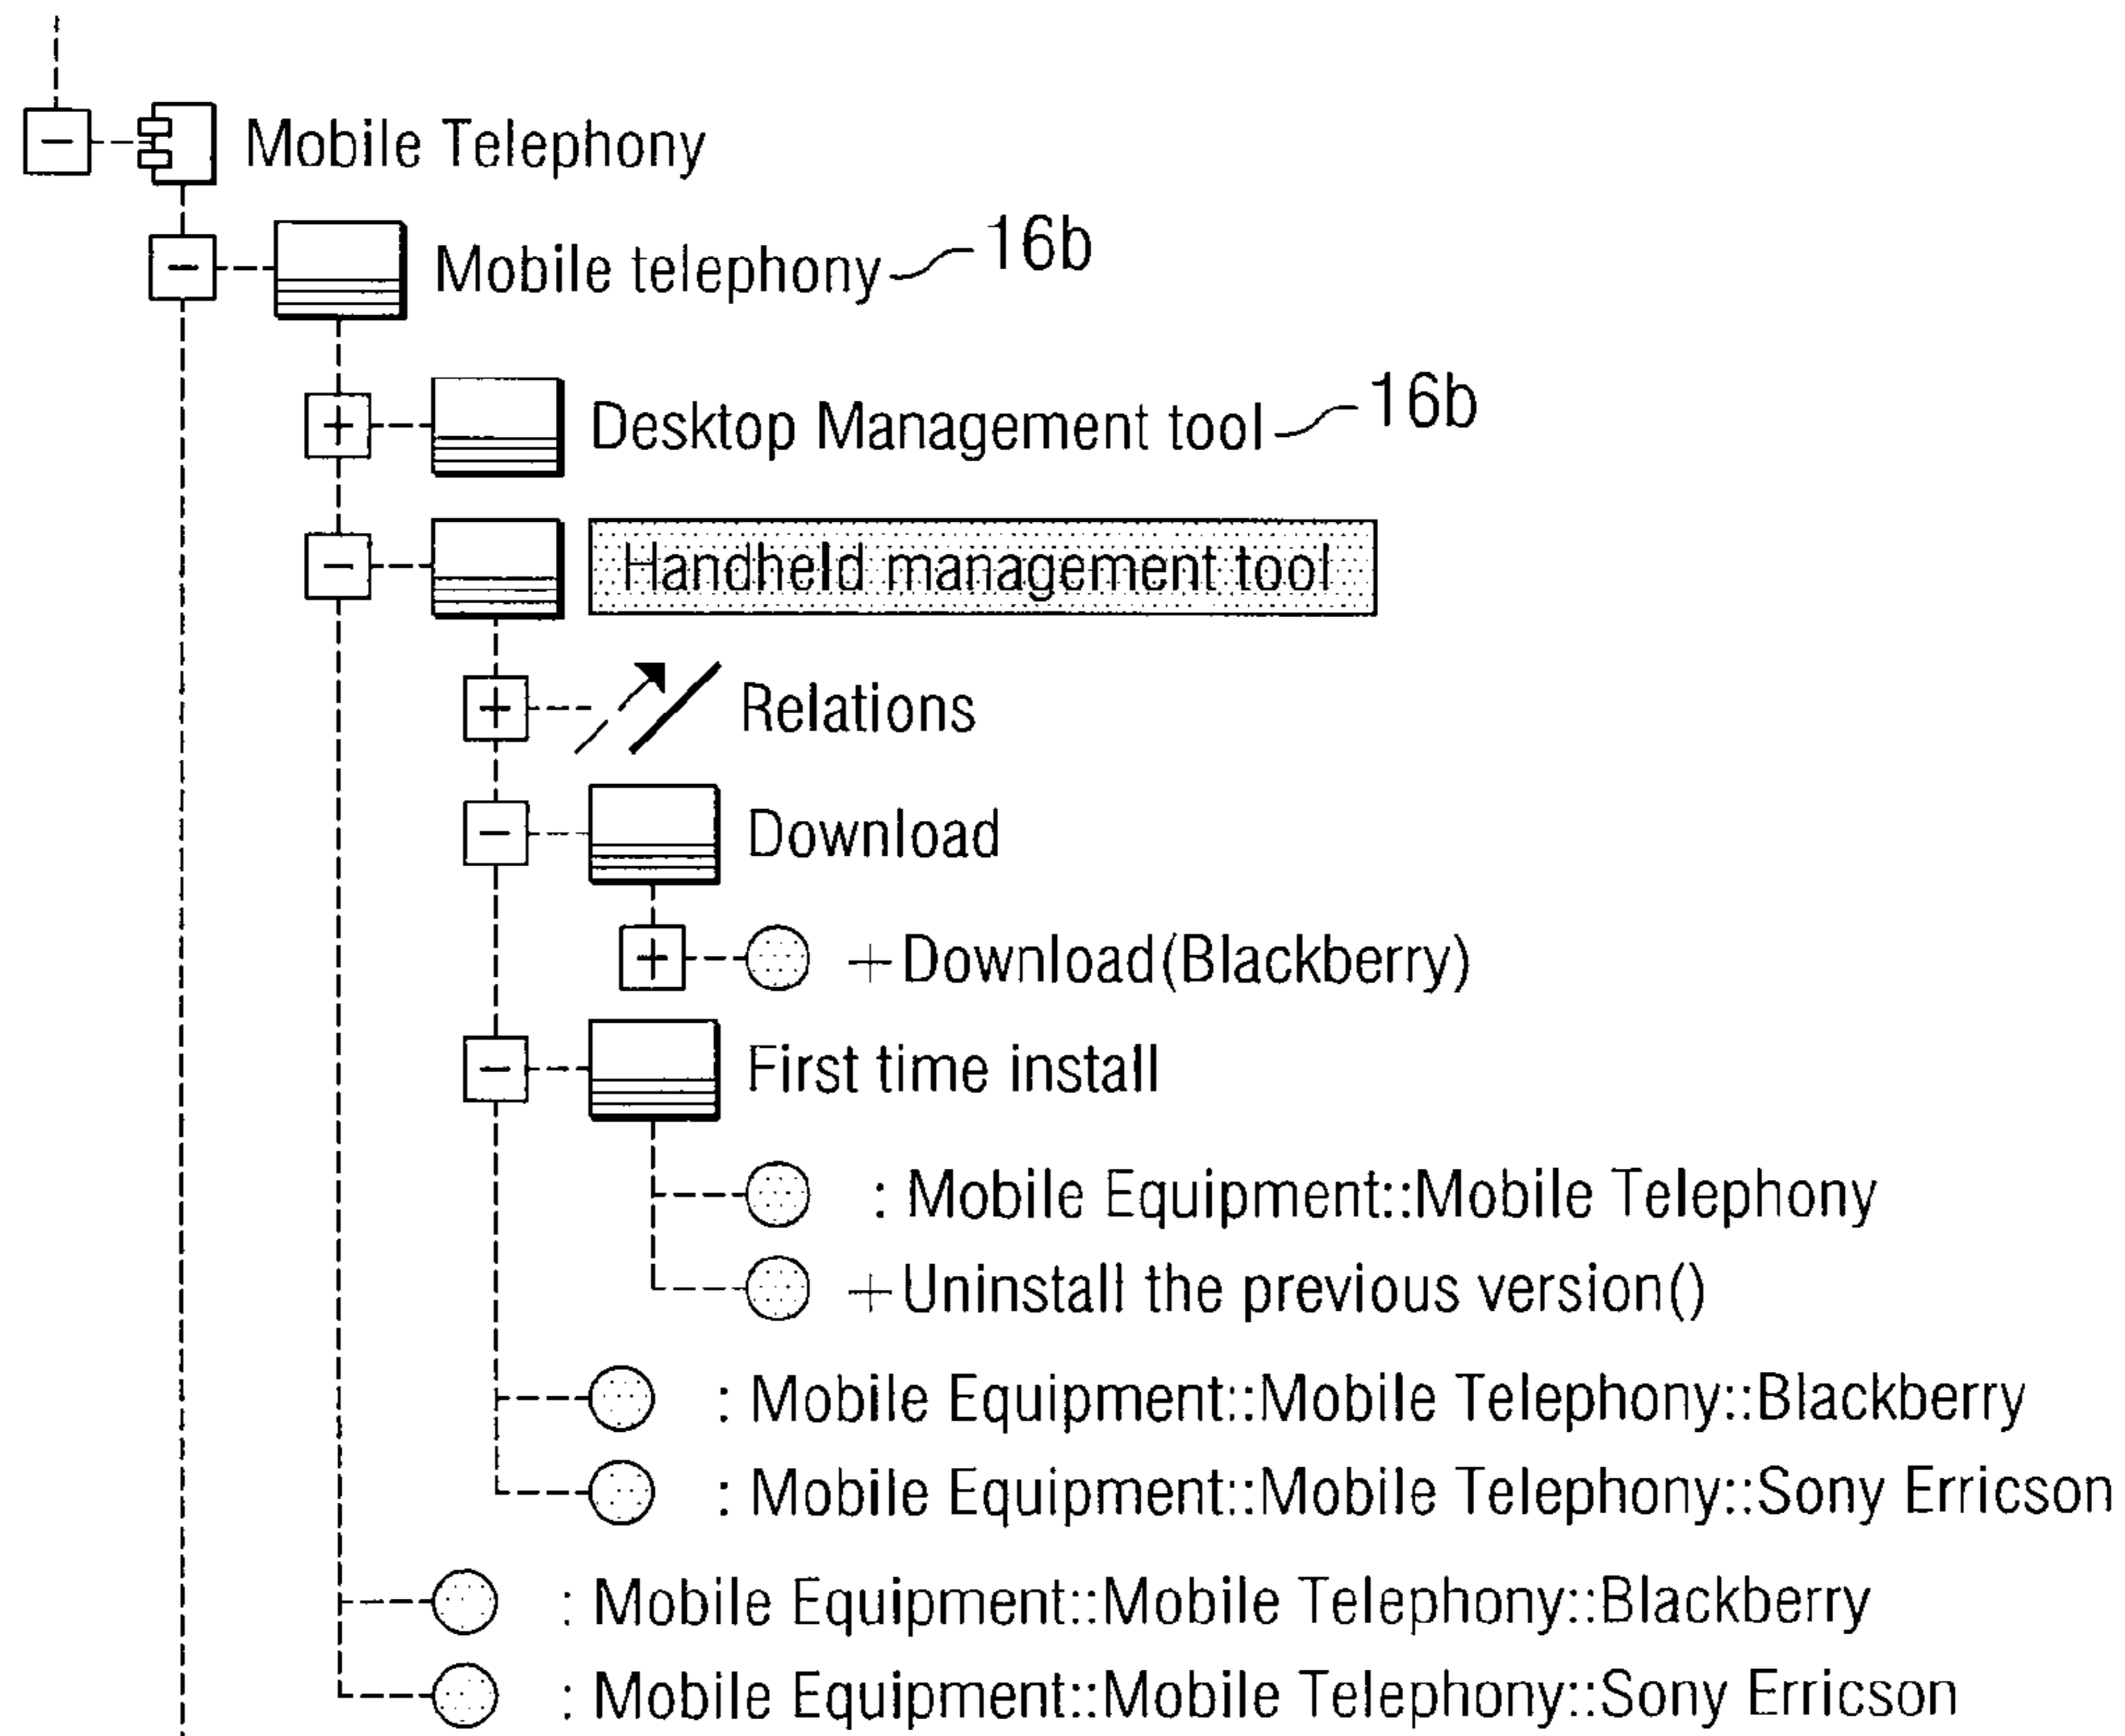 Mobile Telephony
Mobile telephony 16b
Desktop Management tool 16b
Handheld management tool
Relations
Download
+Download(Blackberry)
First time install
: Mobile Equipment::Mobile Telephony
+Uninstall the previous version()
: Mobile Equipment::Mobile Telephony::Blackberry
: Mobile Equipment::Mobile Telephony::Sony Erricson
: Mobile Equipment::Mobile Telephony::Blackberry
: Mobile Equipment::Mobile Telephony::Sony Erricson